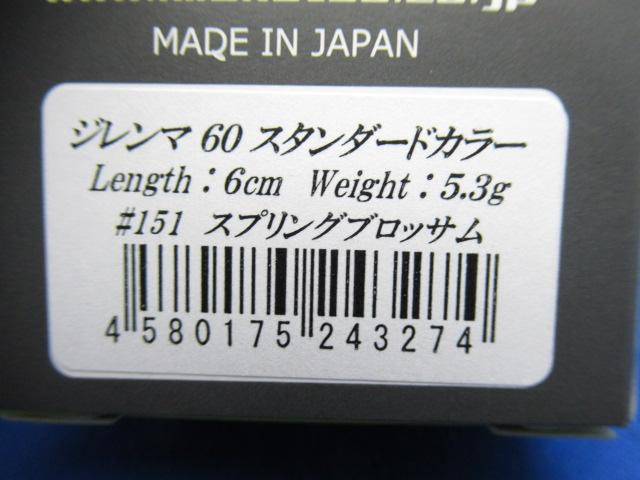 MADE IN JAPAN
ジレンマ 60 スタンダードカラー
Length : 6cm Weight : 5.3g
#151 スプリングブロッサム
4 580175 243274